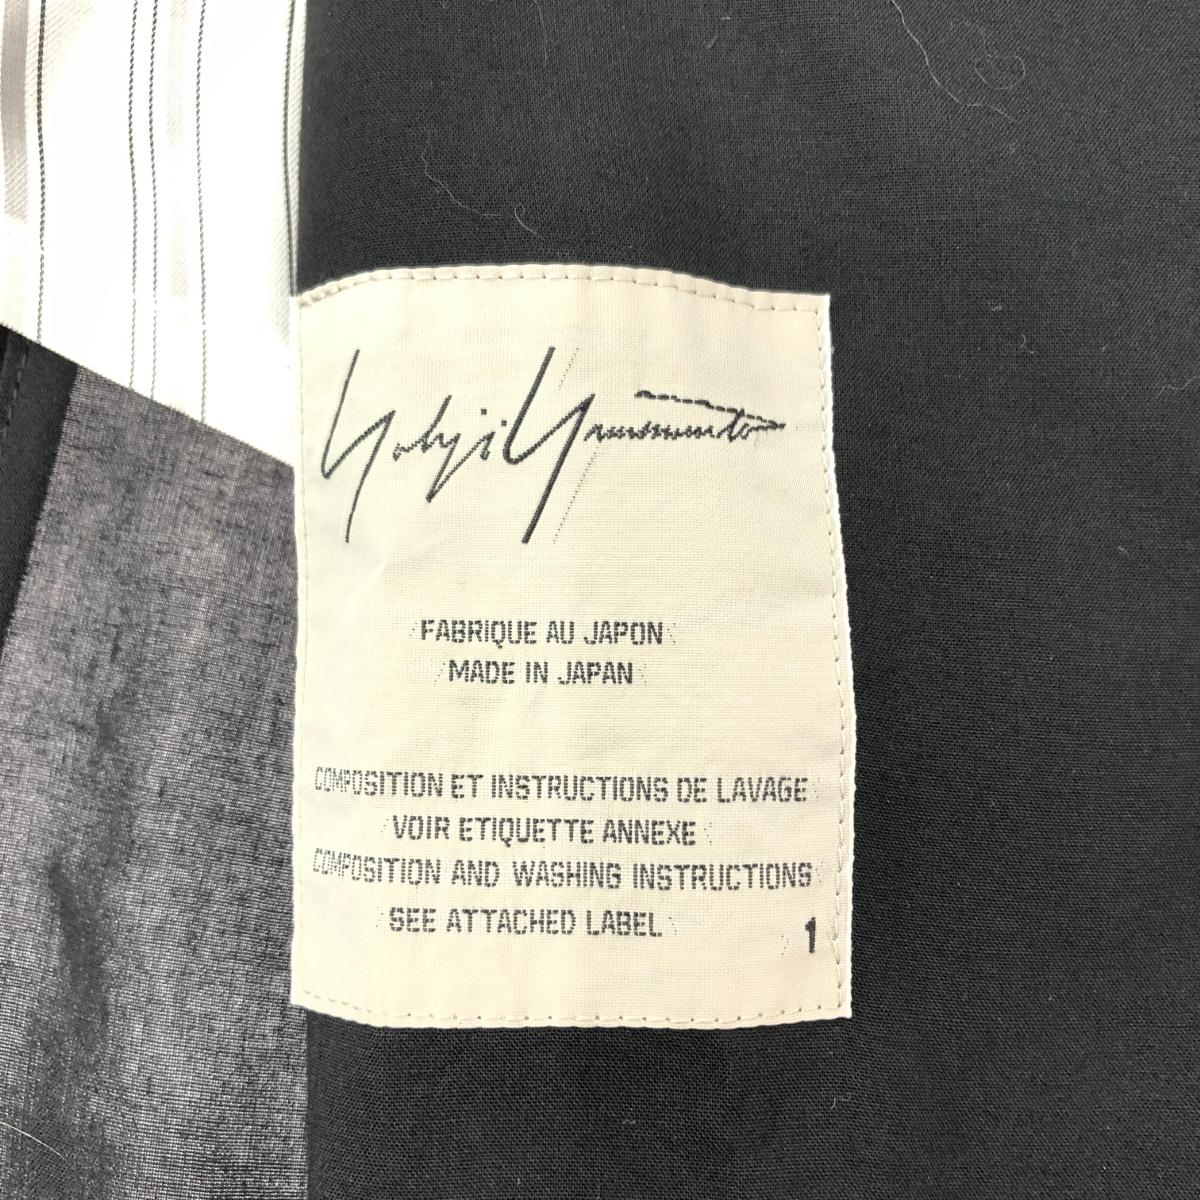 Yohji Yamamoto
FABRIQUE AU JAPON
MADE IN JAPAN
COMPOSITION ET INSTRUCTIONS DE LAVAGE
VOIR ETIQUETTE ANNEXE
COMPOSITION AND WASHING INSTRUCTIONS
SEE ATTACHED LABEL
1